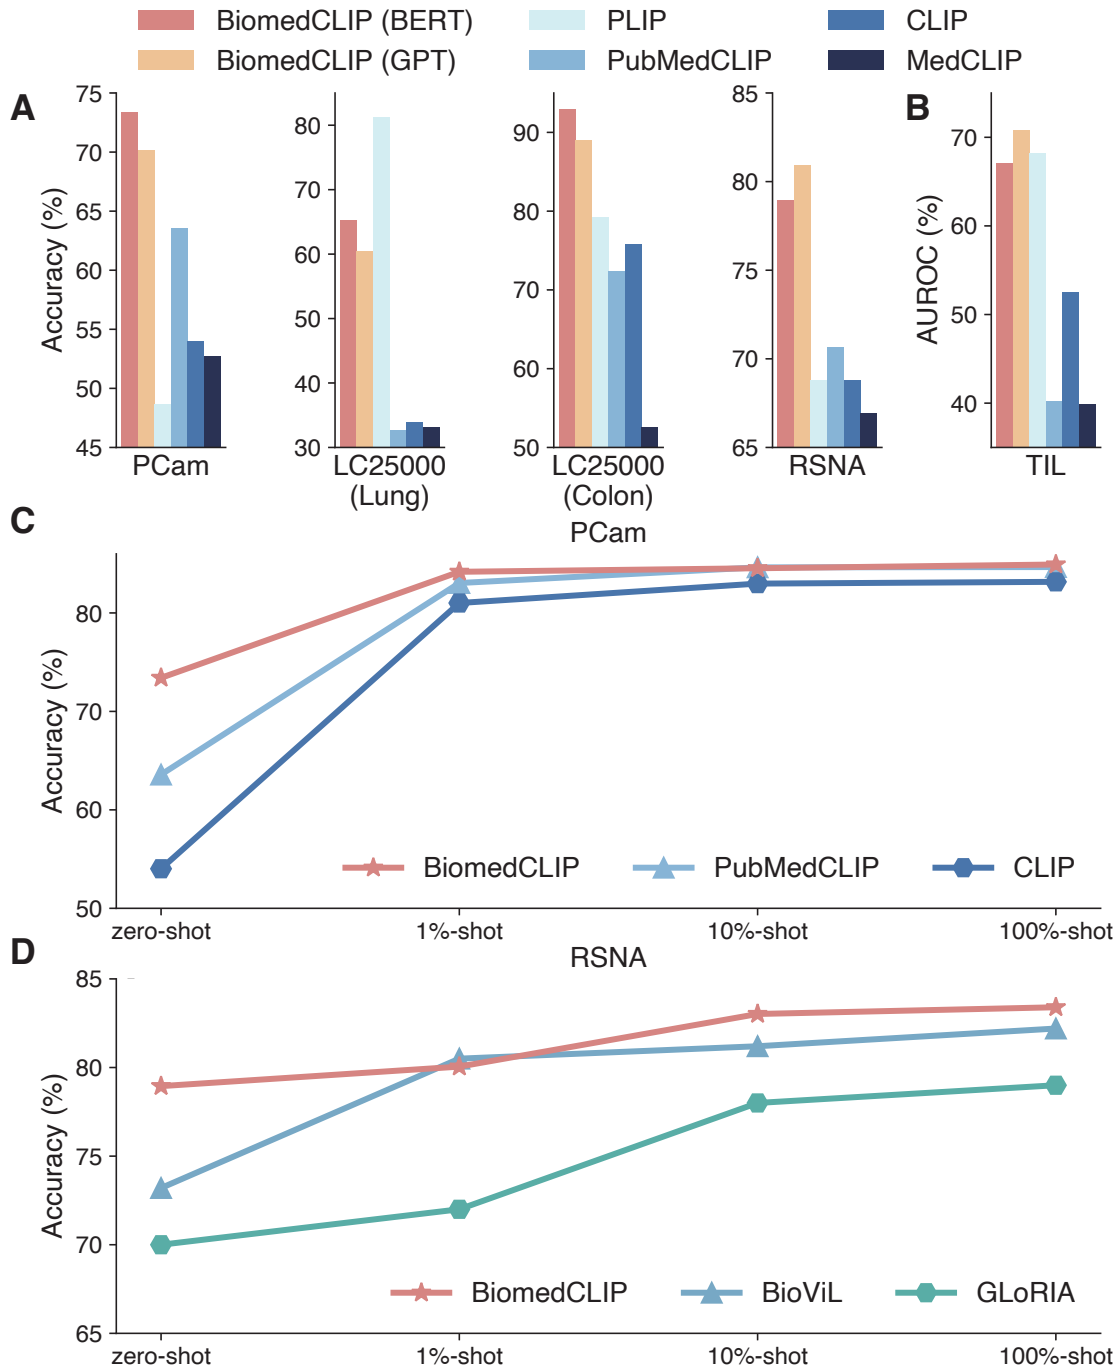 BiomedCLIP (BERT)
PLIP
CLIP
BiomedCLIP (GPT)
PubMedCLIP
MedCLIP
A
Accuracy (%)
75
70
65
60
55
50
45
PCam
80
70
60
50
40
30
LC25000
(Lung)
90
80
70
60
50
LC25000
(Colon)
85
80
75
70
65
RSNA
B
AUROC (%)
70
60
50
40
TIL
C
PCam
Accuracy (%)
80
70
60
50
BiomedCLIP
PubMedCLIP
CLIP
zero-shot
1%-shot
10%-shot
100%-shot
D
RSNA
Accuracy (%)
85
80
75
70
65
BiomedCLIP
BioViL
GLoRIA
zero-shot
1%-shot
10%-shot
100%-shot